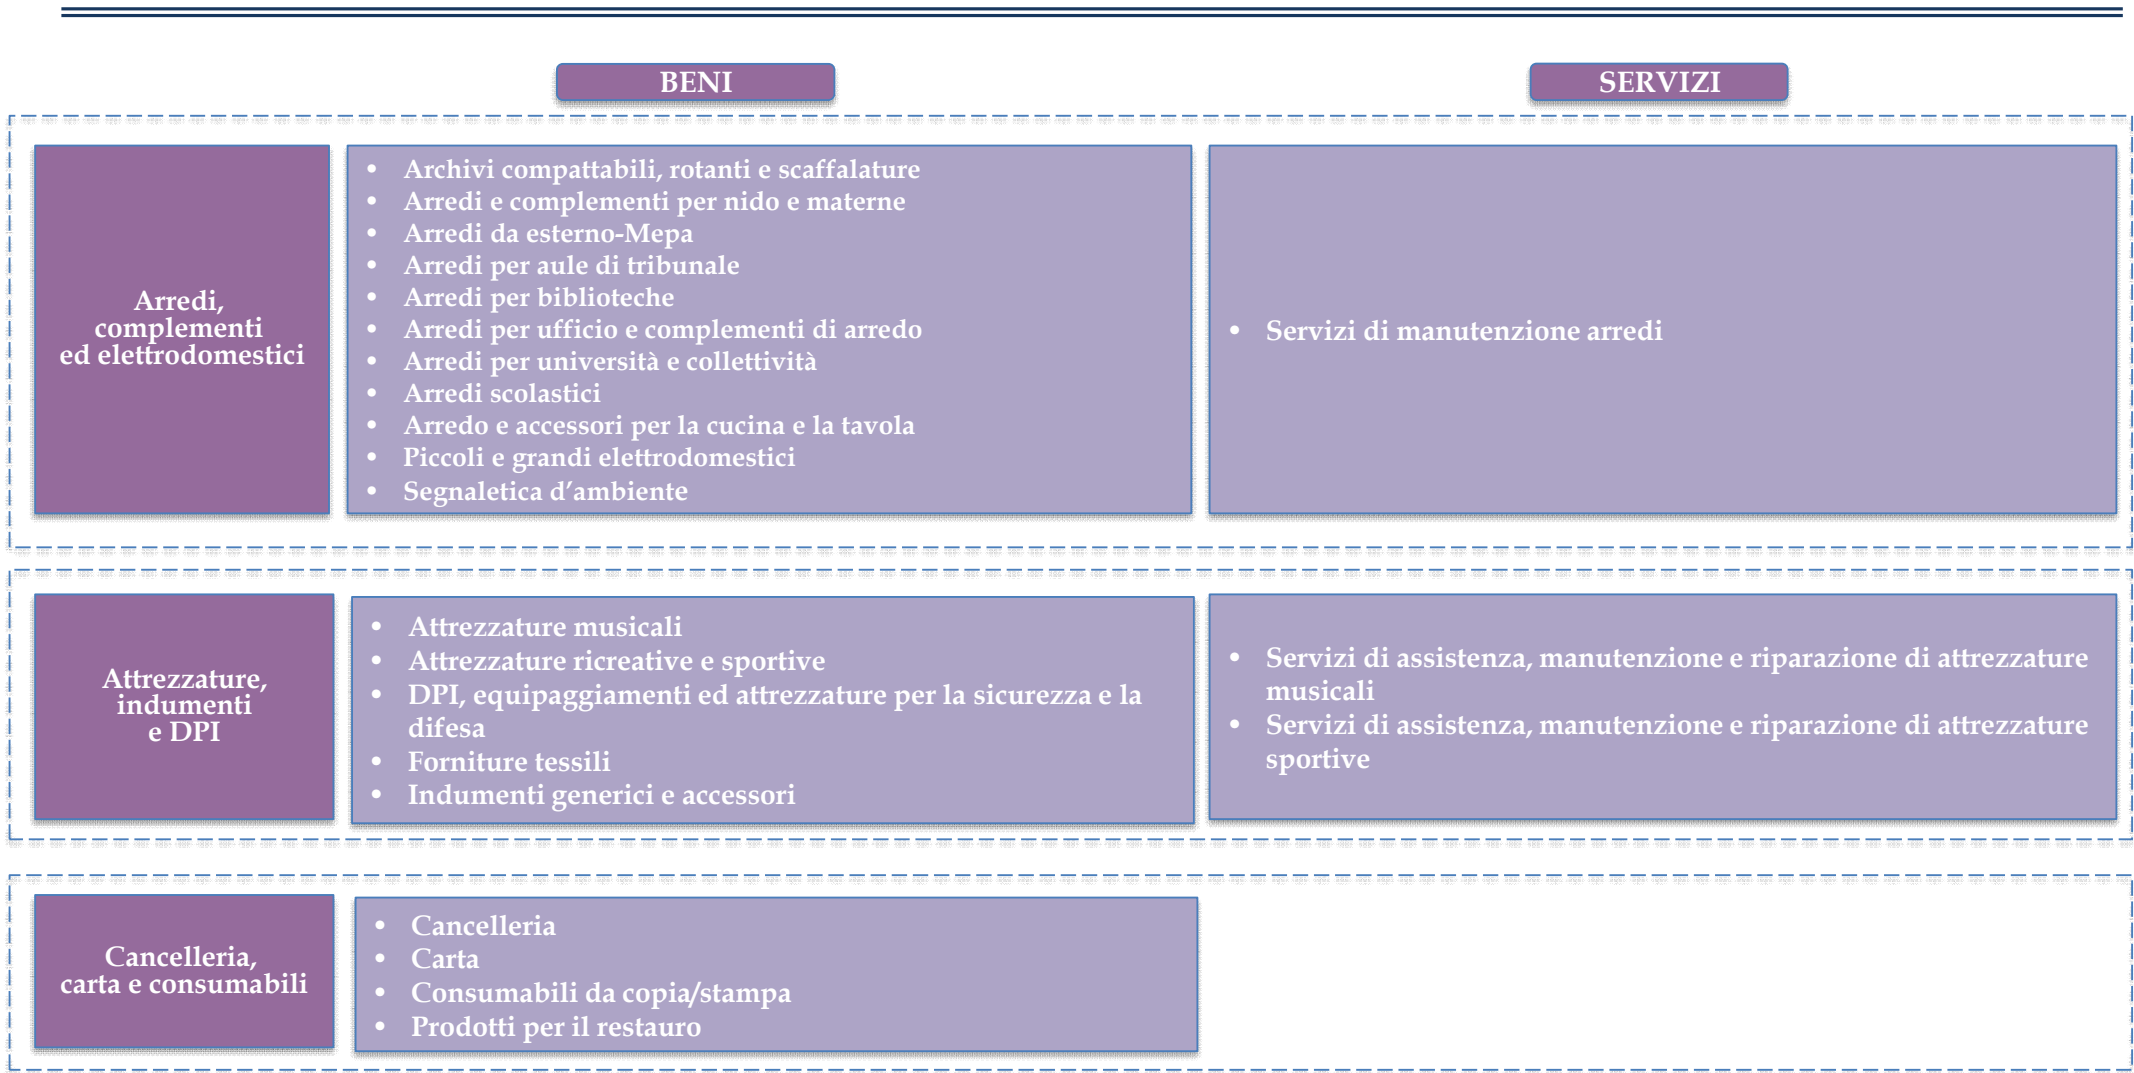 BENI
SERVIZI
Arredi,
complementi
ed elettrodomestici
• Archivi compattabili, rotanti e scaffalature
• Arredi e complementi per nido e materne
• Arredi da esterno-Mepa
• Arredi per aule di tribunale
• Arredi per biblioteche
• Arredi per ufficio e complementi di arredo
• Arredi per università e collettività
• Arredi scolastici
• Arredo e accessori per la cucina e la tavola
• Piccoli e grandi elettrodomestici
• Segnaletica d’ambiente
• Servizi di manutenzione arredi
Attrezzature,
indumenti
e DPI
• Attrezzature musicali
• Attrezzature ricreative e sportive
• DPI, equipaggiamenti ed attrezzature per la sicurezza e la
difesa
• Forniture tessili
• Indumenti generici e accessori
• Servizi di assistenza, manutenzione e riparazione di attrezzature
musicali
• Servizi di assistenza, manutenzione e riparazione di attrezzature
sportive
Cancelleria,
carta e consumabili
• Cancelleria
• Carta
• Consumabili da copia/stampa
• Prodotti per il restauro